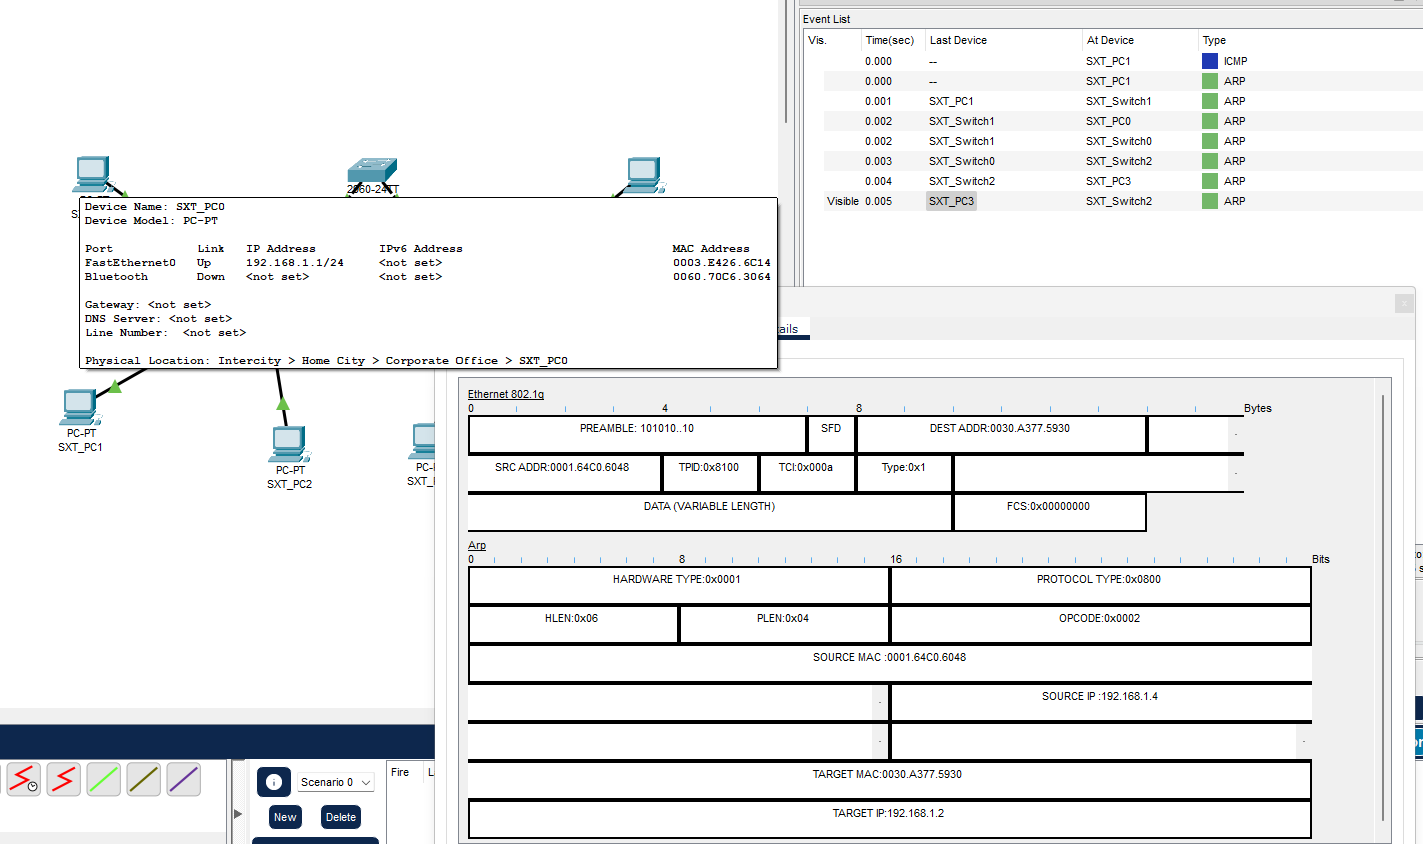 Event List
Vis. Time(sec) Last Device At Device Type
0.000 -- SXT_PC1 ICMP
0.000 -- SXT_PC1 ARP
0.001 SXT_PC1 SXT_Switch1 ARP
0.002 SXT_Switch1 SXT_PC0 ARP
0.002 SXT_Switch1 SXT_Switch0 ARP
0.003 SXT_Switch0 SXT_Switch2 ARP
0.004 SXT_Switch2 SXT_PC3 ARP
Visible 0.005 SXT_PC3 SXT_Switch2 ARP
2960-24TT
Device Name: SXT_PC0
Device Model: PC-PT
Port Link IP Address IPv6 Address MAC Address
FastEthernet0 Up 192.168.1.1/24 <not set> 0003.E426.6C14
Bluetooth Down <not set> <not set> 0060.70C6.3064
Gateway: <not set>
DNS Server: <not set>
Line Number: <not set>
Physical Location: Intercity > Home City > Corporate Office > SXT_PC0
ails
PC-PT
SXT_PC1
PC-PT
SXT_PC2
PC-
SXT_
Ethernet 802.1q
0 4 8 Bytes
PREAMBLE: 101010..10 SFD DEST ADDR:0030.A377.5930
SRC ADDR:0001.64C0.6048 TPID:0x8100 TCI:0x000a Type:0x1
DATA (VARIABLE LENGTH) FCS:0x00000000
Arp
0 8 16 Bits
HARDWARE TYPE:0x0001 PROTOCOL TYPE:0x0800
HLEN:0x06 PLEN:0x04 OPCODE:0x0002
SOURCE MAC :0001.64C0.6048
SOURCE IP :192.168.1.4
TARGET MAC:0030.A377.5930
TARGET IP:192.168.1.2
Scenario 0
Fire L
New Delete